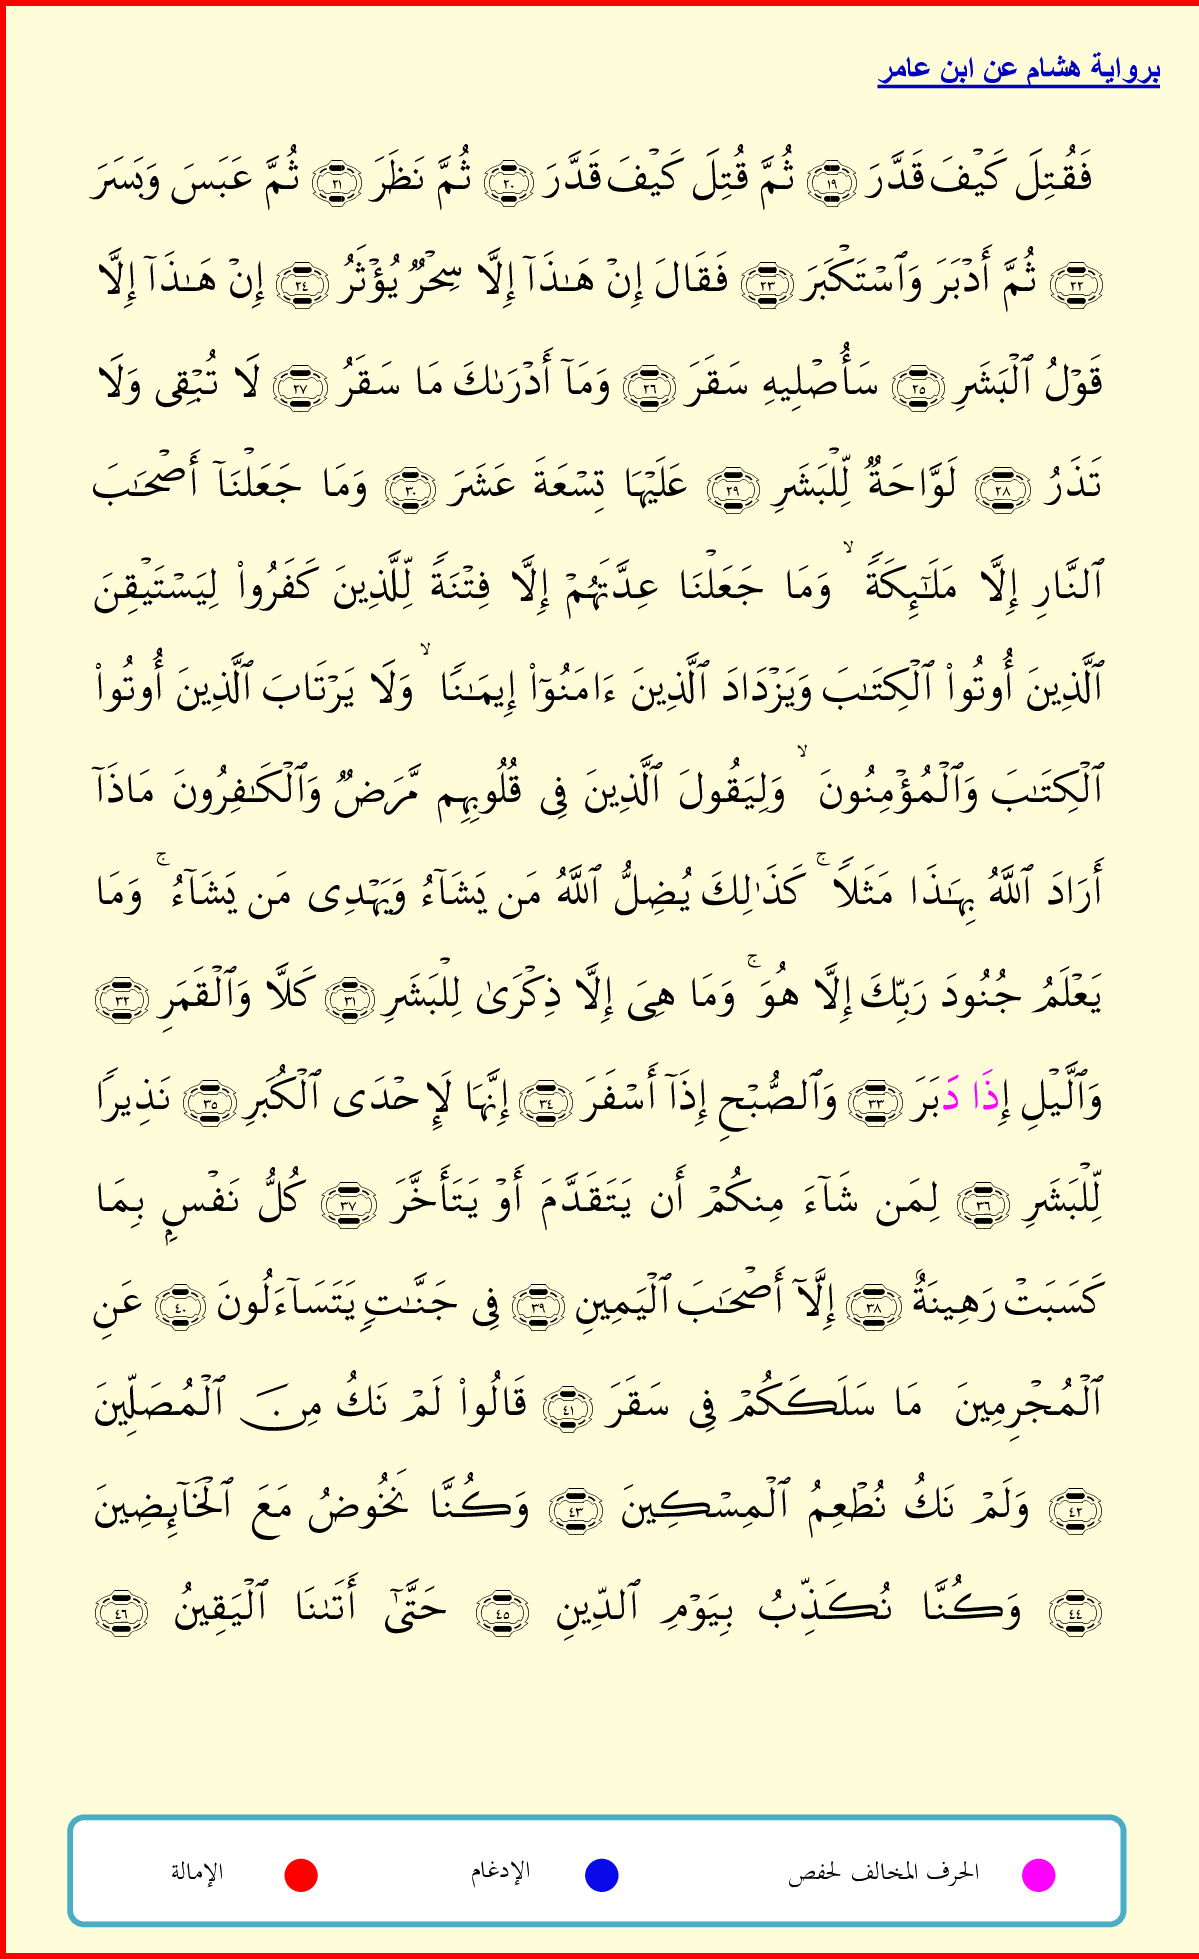 برواية هشام عن ابن عامر
فَقُتِلَ كَيْفَ قَدَّرَ ١٩ ثُمَّ قُتِلَ كَيْفَ قَدَّرَ ٢٠ ثُمَّ نَظَرَ ٢١ ثُمَّ عَبَسَ وَبَسَرَ
٢٢ ثُمَّ أَدْبَرَ وَٱسْتَكْبَرَ ٢٣ فَقَالَ إِنْ هَـٰذَآ إِلَّا سِحْرٌ يُؤْثَرُ ٢٤ إِنْ هَـٰذَآ إِلَّا
قَوْلُ ٱلْبَشَرِ ٢٥ سَأُصْلِيهِ سَقَرَ ٢٦ وَمَآ أَدْرَىٰكَ مَا سَقَرُ ٢٧ لَا تُبْقِى وَلَا
تَذَرُ ٢٨ لَوَّاحَةٌ لِّلْبَشَرِ ٢٩ عَلَيْهَا تِسْعَةَ عَشَرَ ٣٠ وَمَا جَعَلْنَآ أَصْحَـٰبَ
ٱلنَّارِ إِلَّا مَلَـٰٓئِكَةً ۙ وَمَا جَعَلْنَا عِدَّتَهُمْ إِلَّا فِتْنَةً لِّلَّذِينَ كَفَرُوا۟ لِيَسْتَيْقِنَ
ٱلَّذِينَ أُوتُوا۟ ٱلْكِتَـٰبَ وَيَزْدَادَ ٱلَّذِينَ ءَامَنُوٓا۟ إِيمَـٰنًا ۙ وَلَا يَرْتَابَ ٱلَّذِينَ أُوتُوا۟
ٱلْكِتَـٰبَ وَٱلْمُؤْمِنُونَ ۙ وَلِيَقُولَ ٱلَّذِينَ فِى قُلُوبِهِم مَّرَضٌ وَٱلْكَـٰفِرُونَ مَاذَآ
أَرَادَ ٱللَّهُ بِهَـٰذَا مَثَلًا ۚ كَذَٰلِكَ يُضِلُّ ٱللَّهُ مَن يَشَآءُ وَيَهْدِى مَن يَشَآءُ ۚ وَمَا
يَعْلَمُ جُنُودَ رَبِّكَ إِلَّا هُوَ ۚ وَمَا هِىَ إِلَّا ذِكْرَىٰ لِلْبَشَرِ ٣١ كَلَّا وَٱلْقَمَرِ ٣٢
وَٱلَّيْلِ إِذَا دَبَرَ ٣٣ وَٱلصُّبْحِ إِذَآ أَسْفَرَ ٣٤ إِنَّهَا لَإِحْدَى ٱلْكُبَرِ ٣٥ نَذِيرًا
لِّلْبَشَرِ ٣٦ لِمَن شَآءَ مِنكُمْ أَن يَتَقَدَّمَ أَوْ يَتَأَخَّرَ ٣٧ كُلُّ نَفْسٍۭ بِمَا
كَسَبَتْ رَهِينَةٌ ٣٨ إِلَّآ أَصْحَـٰبَ ٱلْيَمِينِ ٣٩ فِى جَنَّـٰتٍ يَتَسَآءَلُونَ ٤٠ عَنِ
ٱلْمُجْرِمِينَ مَا سَلَكَكُمْ فِى سَقَرَ ٤١ قَالُوا۟ لَمْ نَكُ مِنَ ٱلْمُصَلِّينَ
٤٢ وَلَمْ نَكُ نُطْعِمُ ٱلْمِسْكِينَ ٤٣ وَكُنَّا نَخُوضُ مَعَ ٱلْخَآئِضِينَ
٤٤ وَكُنَّا نُكَذِّبُ بِيَوْمِ ٱلدِّينِ ٤٥ حَتَّىٰٓ أَتَىٰنَا ٱلْيَقِينُ ٤٦
الحرف المخالف لحفص الإدغام الإمالة